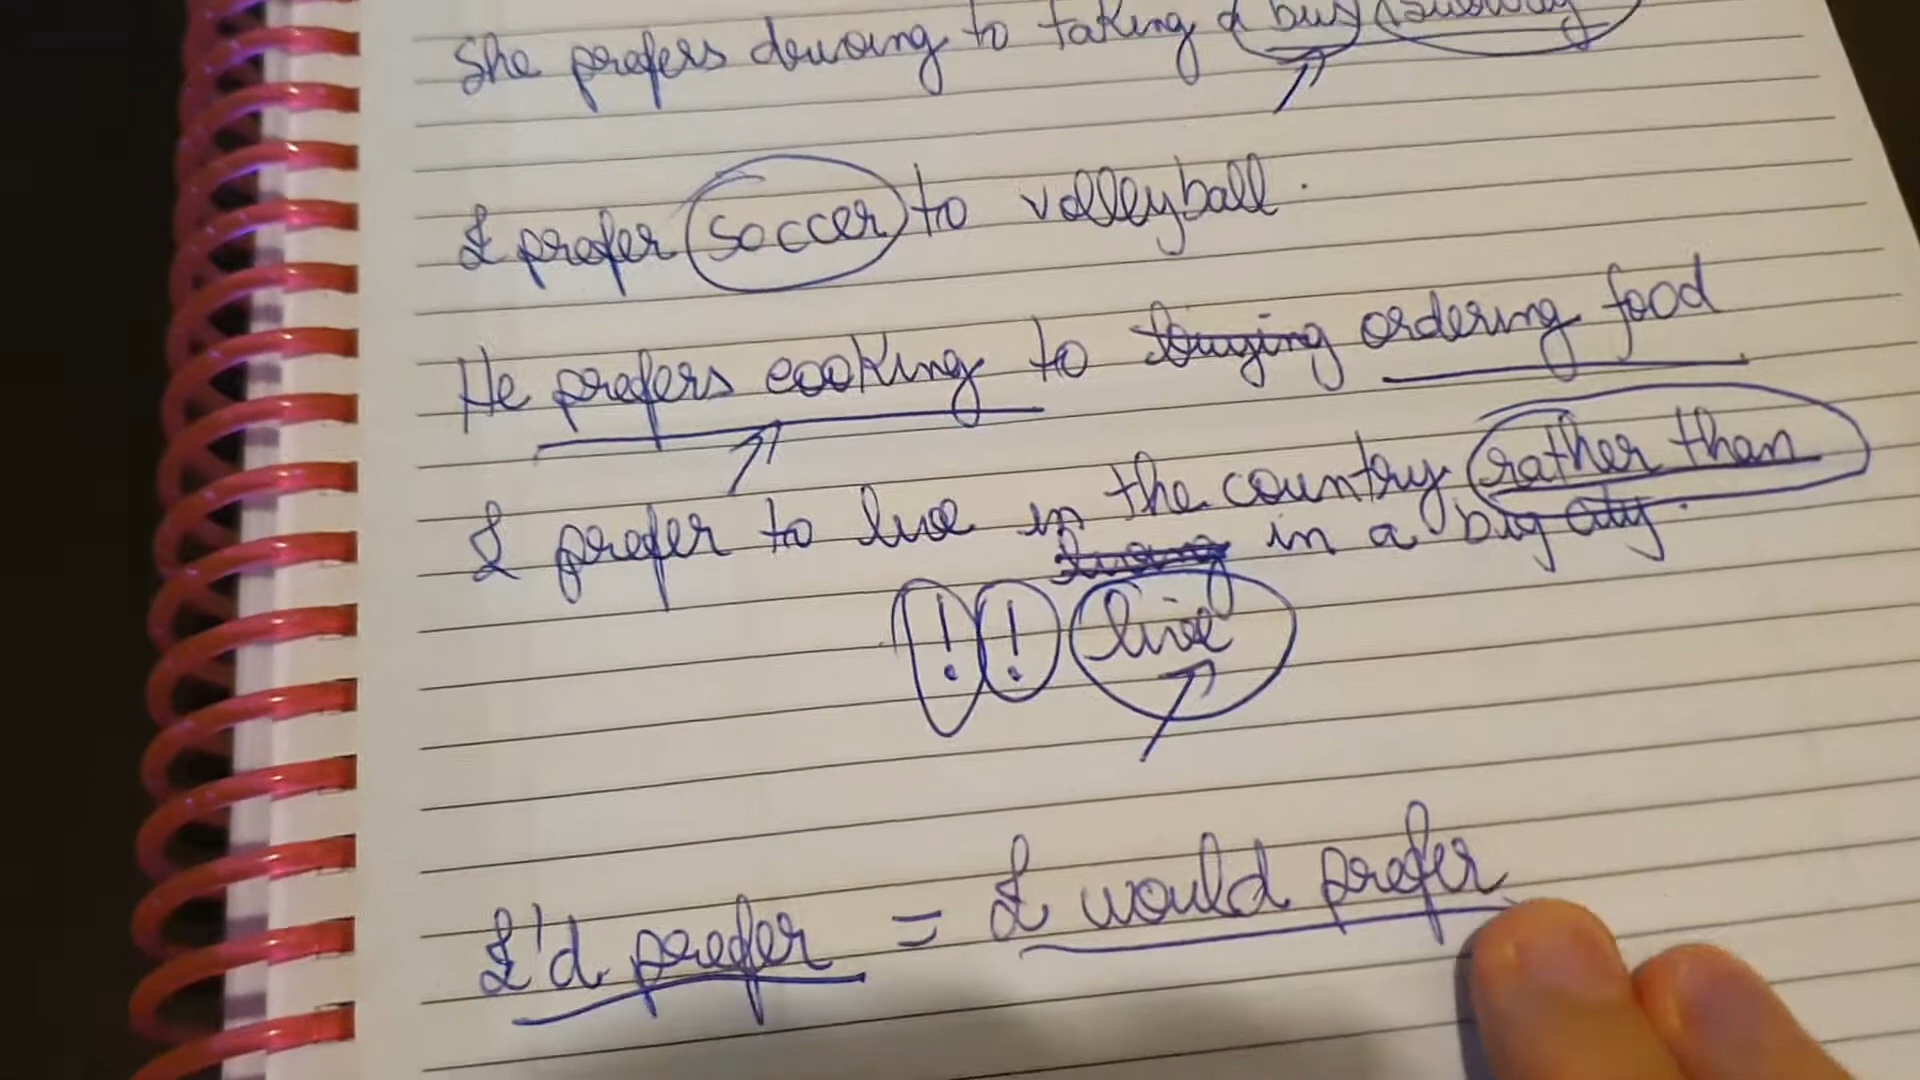 She prefers driving to taking a bus (subway)
I prefer soccer to volleyball.
He prefers cooking to buying ordering food
I prefer to live in the country rather than
living in a big city.
! ! live
I'd prefer = I would prefer